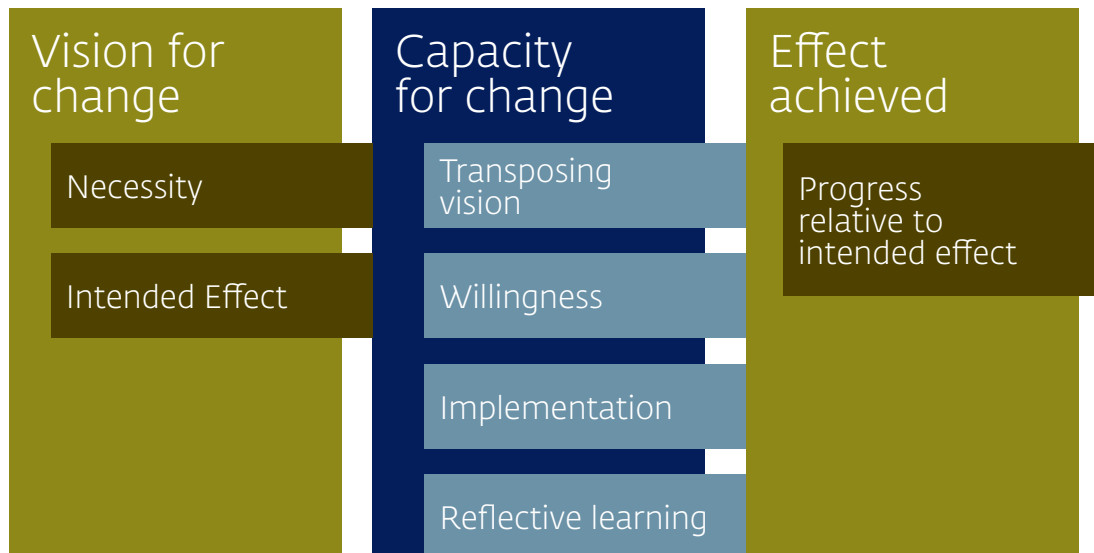 Vision for
change
Necessity
Intended Effect
Capacity
for change
Transposing
vision
Willingness
Implementation
Reflective learning
Effect
achieved
Progress
relative to
intended effect